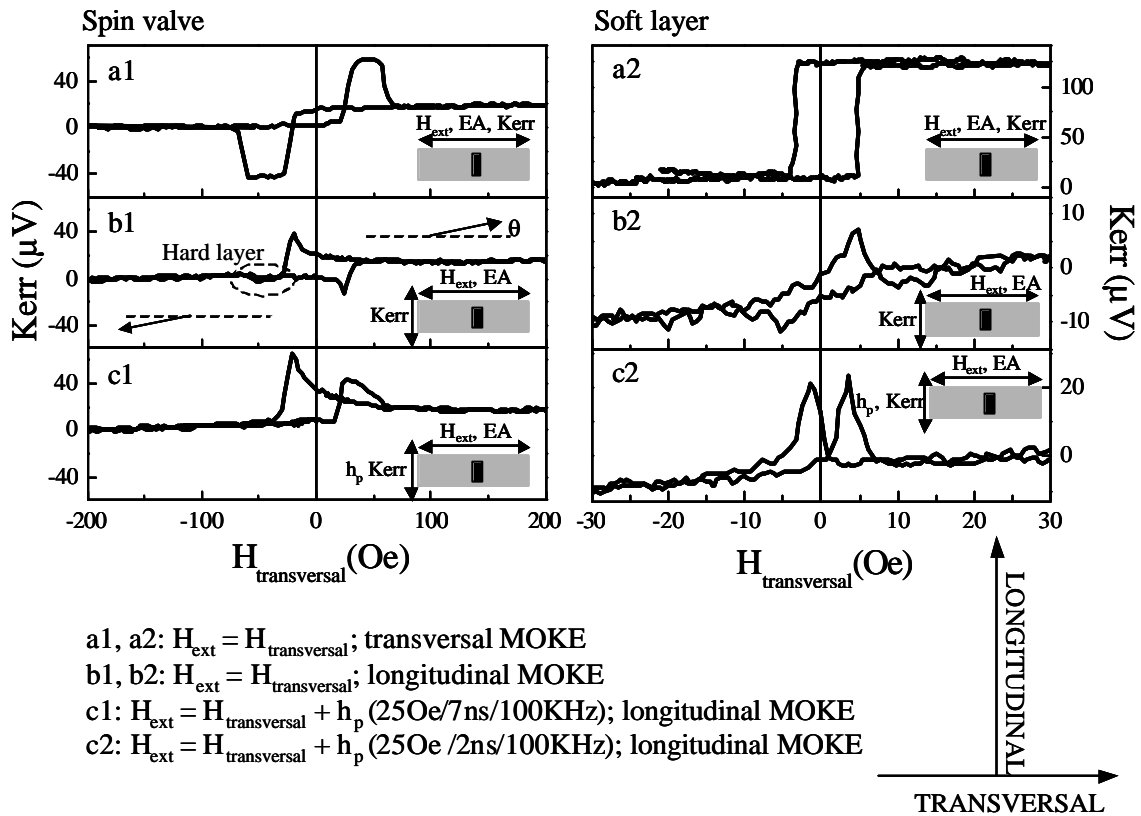 Spin valve
Soft layer
a1
40
0
-40
H_ext, EA, Kerr
a2
100
50
0
H_ext, EA, Kerr
b1
40
0
-40
Hard layer
θ
H_ext, EA
Kerr
b2
10
0
-10
H_ext, EA
Kerr
c1
40
0
-40
H_ext, EA
h_p Kerr
c2
20
0
H_ext, EA
h_p, Kerr
Kerr (μV)
Kerr (μV)
-200 -100 0 100 200
-30 -20 -10 0 10 20 30
H_transversal(Oe)
H_transversal(Oe)
a1, a2: H_ext = H_transversal; transversal MOKE
b1, b2: H_ext = H_transversal; longitudinal MOKE
c1: H_ext = H_transversal + h_p (25Oe/7ns/100KHz); longitudinal MOKE
c2: H_ext = H_transversal + h_p (25Oe /2ns/100KHz); longitudinal MOKE
LONGITUDINAL
TRANSVERSAL